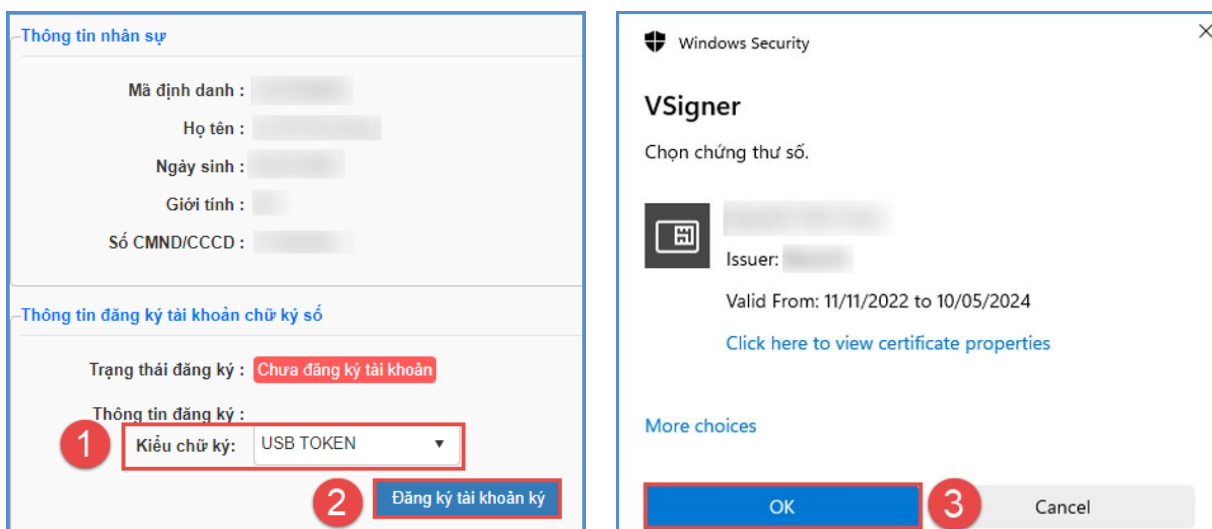 Thông tin nhân sự
Mã định danh :
Họ tên :
Ngày sinh :
Giới tính :
Số CMND/CCCD :
Thông tin đăng ký tài khoản chữ ký số
Trạng thái đăng ký : Chưa đăng ký tài khoản
Thông tin đăng ký :
1 Kiểu chữ ký: USB TOKEN
2 Đăng ký tài khoản ký
Windows Security
VSigner
Chọn chứng thư số.
Issuer:
Valid From: 11/11/2022 to 10/05/2024
Click here to view certificate properties
More choices
OK 3 Cancel